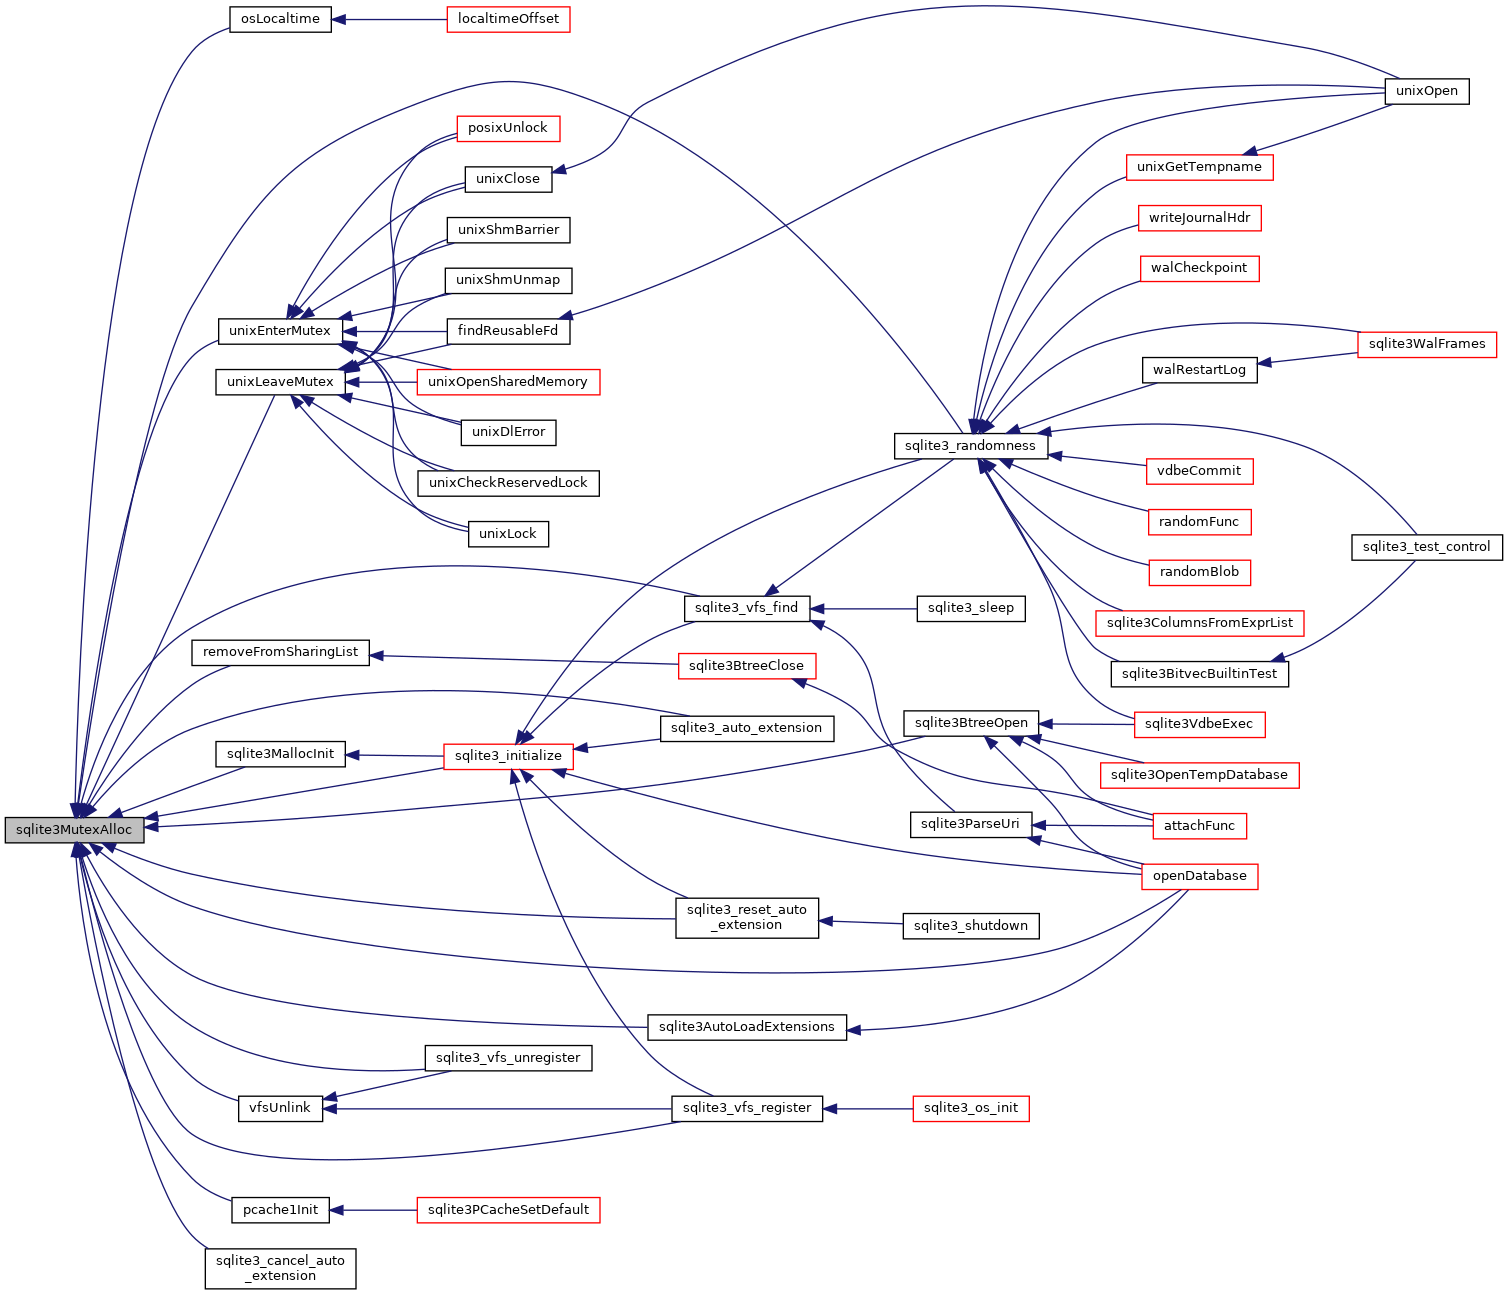 osLocaltime
localtimeOffset
unixOpen
posixUnlock
unixClose
unixGetTempname
writeJournalHdr
unixShmBarrier
walCheckpoint
unixShmUnmap
unixEnterMutex
findReusableFd
sqlite3WalFrames
walRestartLog
unixLeaveMutex
unixOpenSharedMemory
unixDlError
sqlite3_randomness
vdbeCommit
unixCheckReservedLock
randomFunc
unixLock
sqlite3_test_control
randomBlob
sqlite3_vfs_find
sqlite3_sleep
sqlite3ColumnsFromExprList
removeFromSharingList
sqlite3BtreeClose
sqlite3BitvecBuiltinTest
sqlite3_auto_extension
sqlite3BtreeOpen
sqlite3VdbeExec
sqlite3MallocInit
sqlite3_initialize
sqlite3OpenTempDatabase
sqlite3MutexAlloc
sqlite3ParseUri
attachFunc
openDatabase
sqlite3_reset_auto
_extension
sqlite3_shutdown
sqlite3AutoLoadExtensions
sqlite3_vfs_unregister
vfsUnlink
sqlite3_vfs_register
sqlite3_os_init
pcache1Init
sqlite3PCacheSetDefault
sqlite3_cancel_auto
_extension